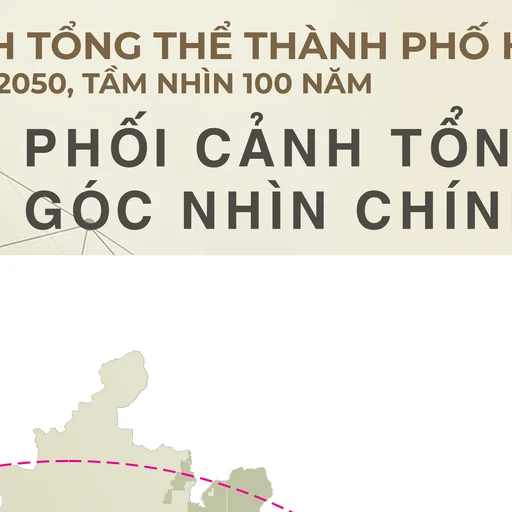 H TỔNG THỂ THÀNH PHỐ H
2050, TẦM NHÌN 100 NĂM
PHỐI CẢNH TỔN
GÓC NHÌN CHÍN